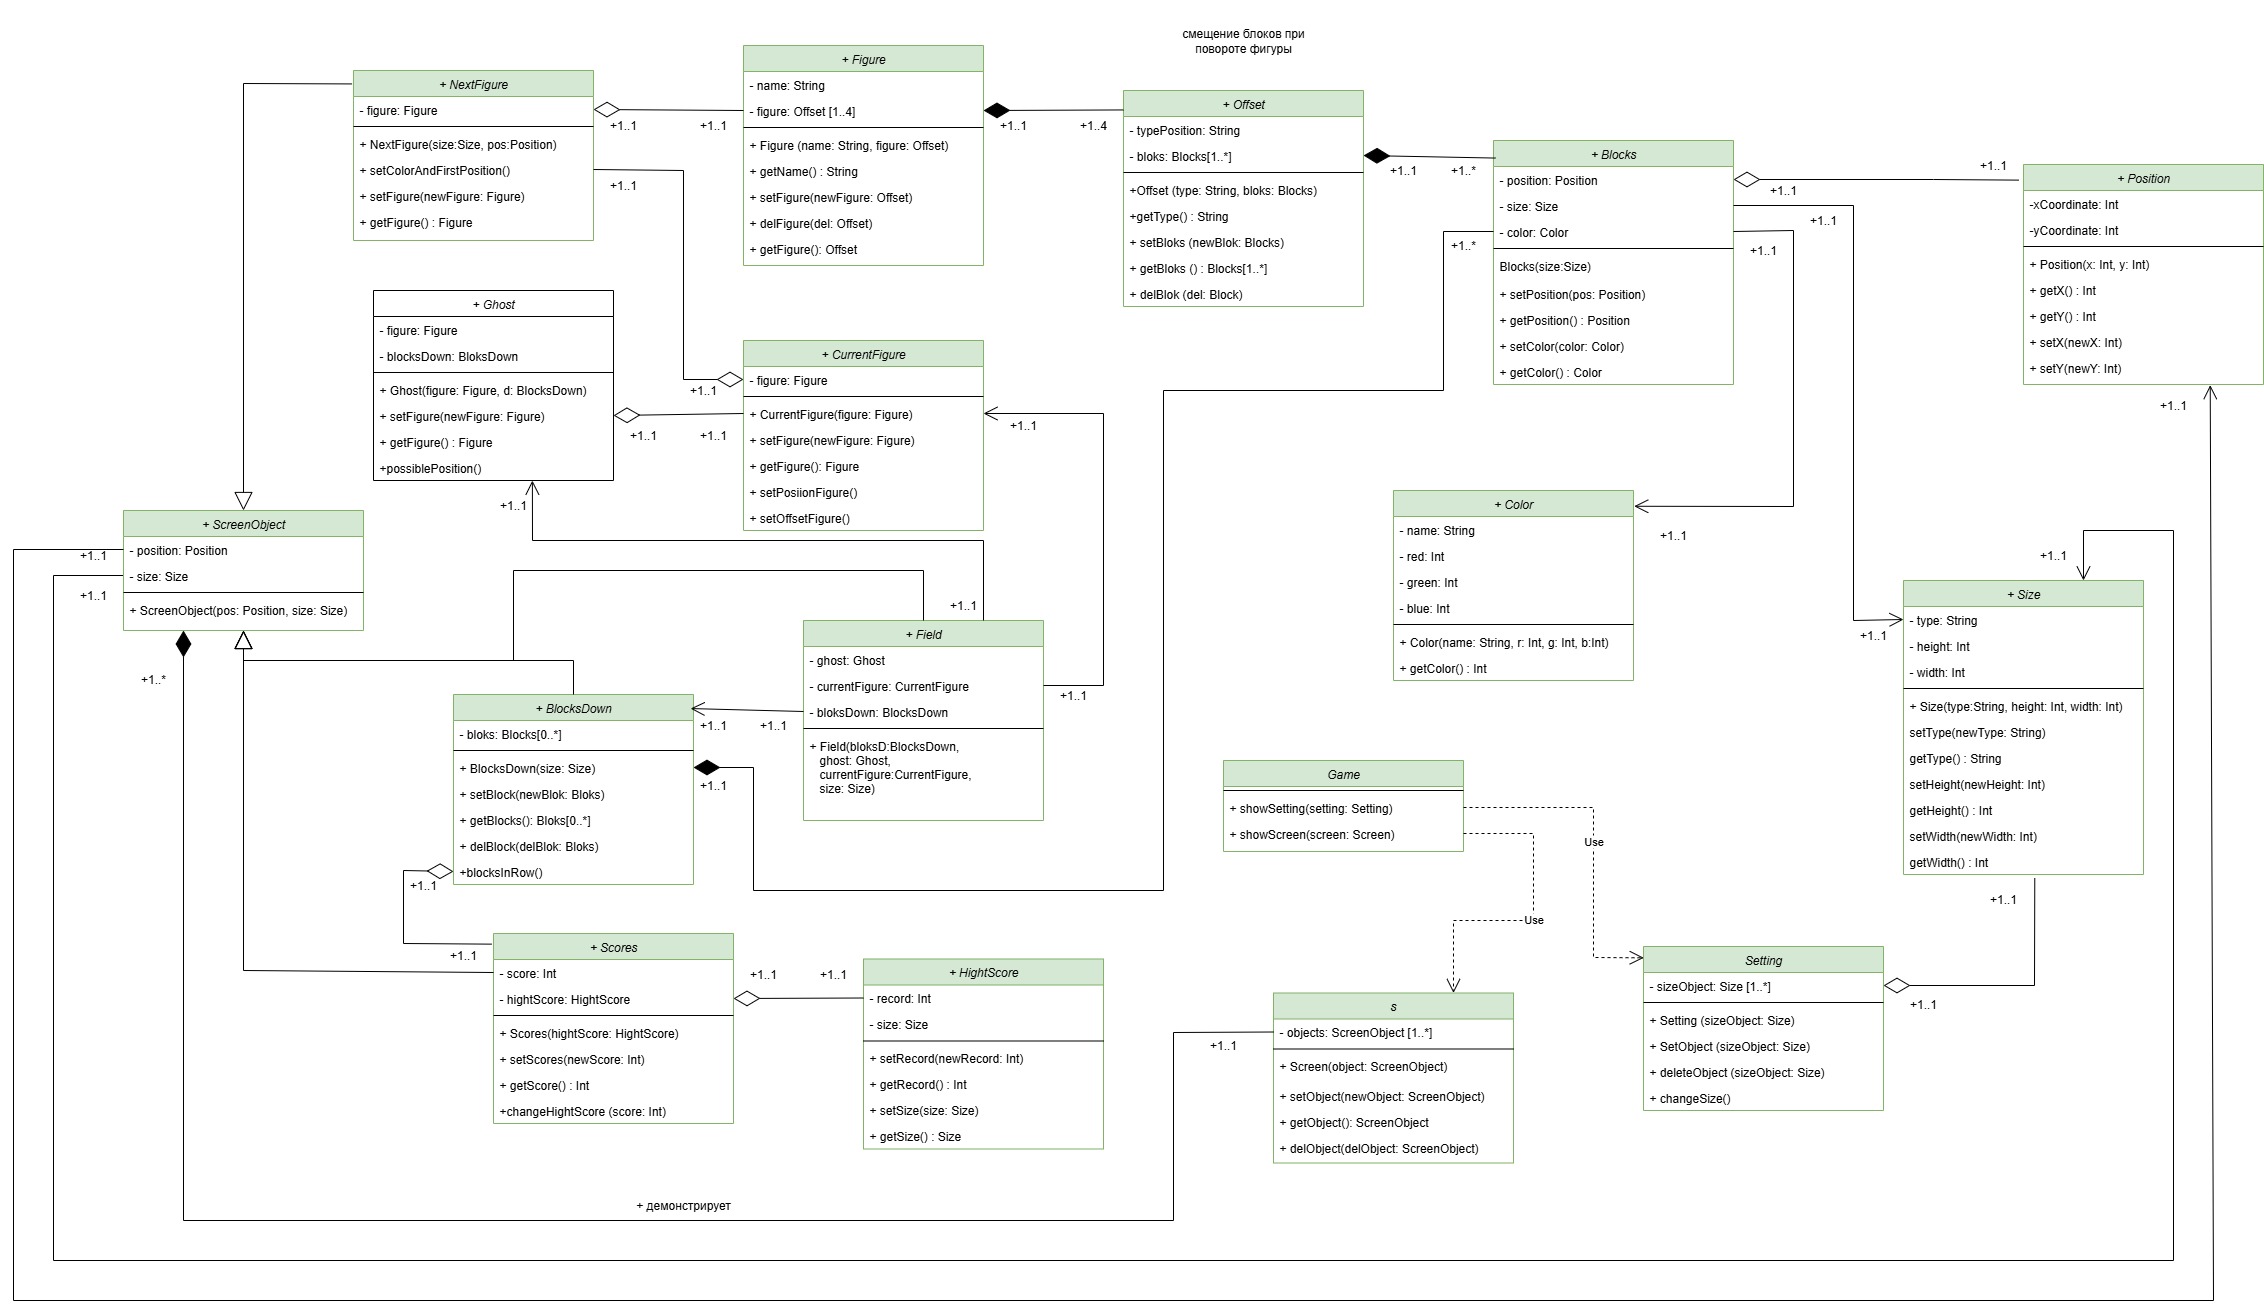 смещение блоков при
повороте фигуры
+ NextFigure
- figure: Figure
+ NextFigure(size:Size, pos:Position)
+ setColorAndFirstPosition()
+ setFigure(newFigure: Figure)
+ getFigure() : Figure
+1..1
+1..1
+1..1
+ Figure
- name: String
- figure: Offset [1..4]
+ Figure (name: String, figure: Offset)
+ getName() : String
+ setFigure(newFigure: Offset)
+ delFigure(del: Offset)
+ getFigure(): Offset
+1..1
+1..4
+ Offset
- typePosition: String
- bloks: Blocks[1..*]
+Offset (type: String, bloks: Blocks)
+getType() : String
+ setBloks (newBlok: Blocks)
+ getBloks () : Blocks[1..*]
+ delBlok (del: Block)
+1..1
+1..*
+1..*
+ Blocks
- position: Position
- size: Size
- color: Color
Blocks(size:Size)
+ setPosition(pos: Position)
+ getPosition() : Position
+ setColor(color: Color)
+ getColor() : Color
+1..1
+1..1
+1..1
+1..1
+ Position
-xCoordinate: Int
-yCoordinate: Int
+ Position(x: Int, y: Int)
+ getX() : Int
+ getY() : Int
+ setX(newX: Int)
+ setY(newY: Int)
+1..1
+ Ghost
- figure: Figure
- blocksDown: BloksDown
+ Ghost(figure: Figure, d: BlocksDown)
+ setFigure(newFigure: Figure)
+ getFigure() : Figure
+possiblePosition()
+1..1
+1..1
+1..1
+1..1
+ CurrentFigure
- figure: Figure
+ CurrentFigure(figure: Figure)
+ setFigure(newFigure: Figure)
+ getFigure(): Figure
+ setPosiionFigure()
+ setOffsetFigure()
+1..1
+ ScreenObject
- position: Position
- size: Size
+ ScreenObject(pos: Position, size: Size)
+1..1
+1..1
+1..*
+ Color
- name: String
- red: Int
- green: Int
- blue: Int
+ Color(name: String, r: Int, g: Int, b:Int)
+ getColor() : Int
+1..1
+ Size
- type: String
- height: Int
- width: Int
+ Size(type:String, height: Int, width: Int)
setType(newType: String)
getType() : String
setHeight(newHeight: Int)
getHeight() : Int
setWidth(newWidth: Int)
getWidth() : Int
+1..1
+1..1
+1..1
+ Field
- ghost: Ghost
- currentFigure: CurrentFigure
- bloksDown: BlocksDown
+ Field(bloksD:BlocksDown,
ghost: Ghost,
currentFigure:CurrentFigure,
size: Size)
+1..1
+1..1
+1..1
+1..1
+ BlocksDown
- bloks: Blocks[0..*]
+ BlocksDown(size: Size)
+ setBlock(newBlok: Bloks)
+ getBlocks(): Bloks[0..*]
+ delBlock(delBlok: Bloks)
+blocksInRow()
+1..1
+1..1
+1..1
Game
+ showSetting(setting: Setting)
+ showScreen(screen: Screen)
Use
Use
+ Scores
- score: Int
- hightScore: HightScore
+ Scores(hightScore: HightScore)
+ setScores(newScore: Int)
+ getScore() : Int
+changeHightScore (score: Int)
+1..1
+1..1
+ HightScore
- record: Int
- size: Size
+ setRecord(newRecord: Int)
+ getRecord() : Int
+ setSize(size: Size)
+ getSize() : Size
s
- objects: ScreenObject [1..*]
+ Screen(object: ScreenObject)
+ setObject(newObject: ScreenObject)
+ getObject(): ScreenObject
+ delObject(delObject: ScreenObject)
+1..1
Setting
- sizeObject: Size [1..*]
+ Setting (sizeObject: Size)
+ SetObject (sizeObject: Size)
+ deleteObject (sizeObject: Size)
+ changeSize()
+1..1
+ демонстрирует